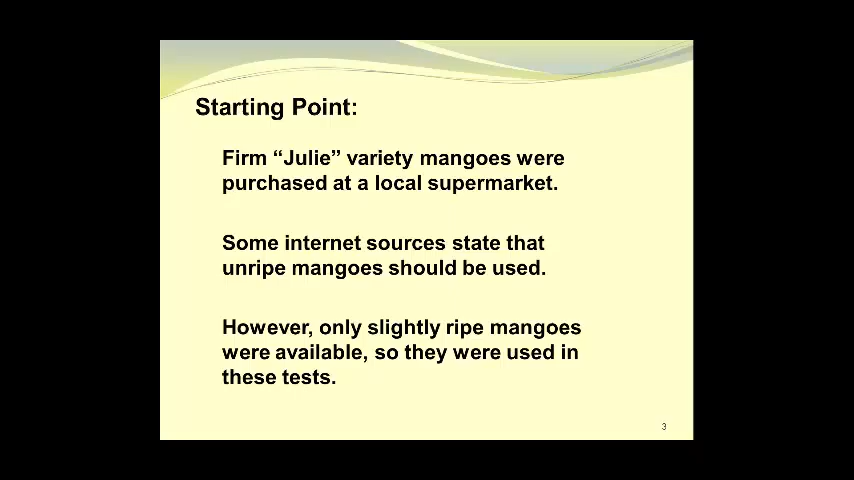 Starting Point:
Firm “Julie” variety mangoes were
purchased at a local supermarket.
Some internet sources state that
unripe mangoes should be used.
However, only slightly ripe mangoes
were available, so they were used in
these tests.
3